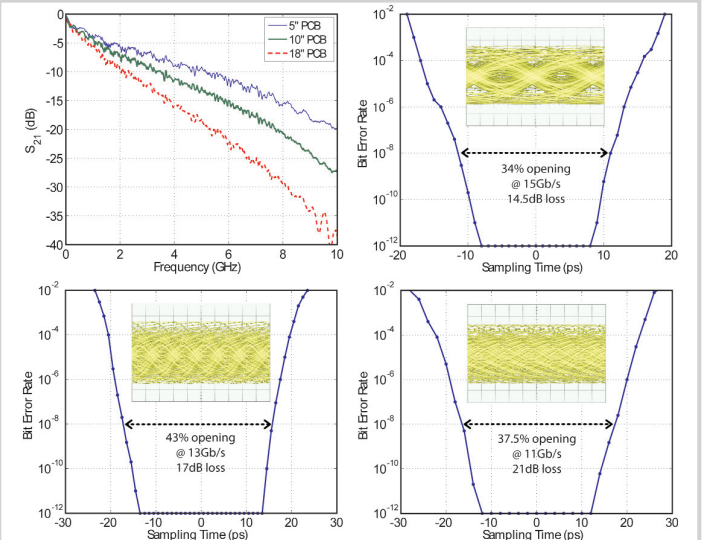 0
-5
-10
-15
-20
-25
-30
-35
-40
0 2 4 6 8 10
S21 (dB)
Frequency (GHz)
5" PCB
10" PCB
18" PCB
10-2
10-4
10-6
10-8
10-10
10-12
-20 -10 0 10 20
Bit Error Rate
Sampling Time (ps)
34% opening
@ 15Gb/s
14.5dB loss
10-2
10-4
10-6
10-8
10-10
10-12
-30 -20 -10 0 10 20 30
Bit Error Rate
Sampling Time (ps)
43% opening
@ 13Gb/s
17dB loss
10-2
10-4
10-6
10-8
10-10
10-12
-30 -20 -10 0 10 20 30
Bit Error Rate
Sampling Time (ps)
37.5% opening
@ 11Gb/s
21dB loss